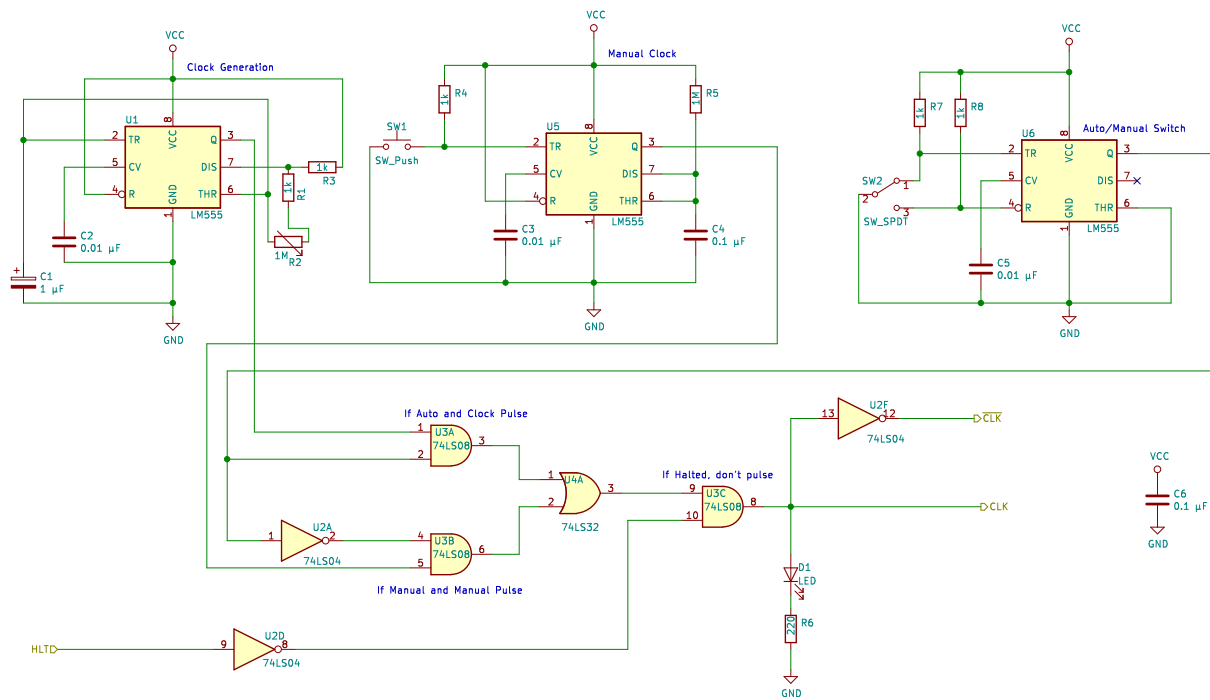 VCC
Clock Generation
U1
2
TR
8
VCC
Q
3
5
CV
DIS
7
4
R
GND
1
THR
6
LM555
1k
R3
1k
R1
1M
R2
C2
0.01 µF
+
C1
1 µF
GND
VCC
Manual Clock
1k
R4
1M
R5
SW1
SW_Push
U5
2
TR
8
VCC
Q
3
5
CV
DIS
7
4
R
GND
1
THR
6
LM555
C3
0.01 µF
C4
0.1 µF
GND
VCC
1k
R7
1k
R8
Auto/Manual Switch
U6
2
TR
8
VCC
Q
3
5
CV
DIS
7
4
R
GND
1
THR
6
LM555
SW2
1
2
3
SW_SPDT
C5
0.01 µF
GND
If Auto and Clock Pulse
1
U3A
74LS08
3
2
1
U4A
3
2
74LS32
1
U2A
2
74LS04
4
U3B
74LS08
6
5
If Manual and Manual Pulse
If Halted, don't pulse
9
U3C
74LS08
8
10
13
U2F
12
74LS04
CLK
CLK
D1
LED
220
R6
GND
HLT
9
U2D
8
74LS04
VCC
C6
0.1 µF
GND